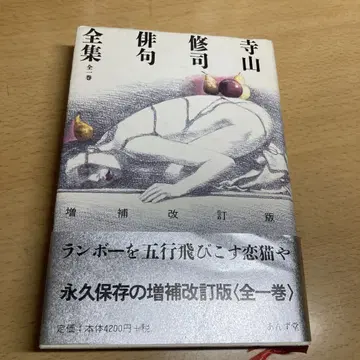 寺山
修司
俳句
全集 全一巻
増補改訂版
ランボーを五行飛びこす恋猫や
永久保存の増補改訂版〈全一巻〉
定価:本体4200円+税
あんず堂